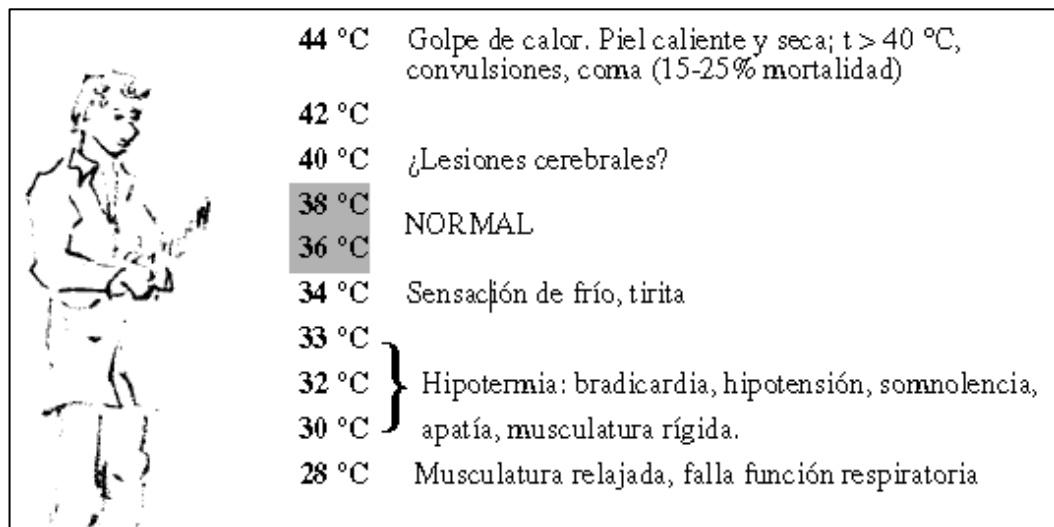 44 °C Golpe de calor. Piel caliente y seca; t > 40 °C,
convulsiones, coma (15-25% mortalidad)
42 °C
40 °C ¿Lesiones cerebrales?
38 °C
NORMAL
36 °C
34 °C Sensación de frío, tirita
33 °C
32 °C Hipotermia: bradicardia, hipotensión, somnolencia,
30 °C apatía, musculatura rígida.
28 °C Musculatura relajada, falla función respiratoria